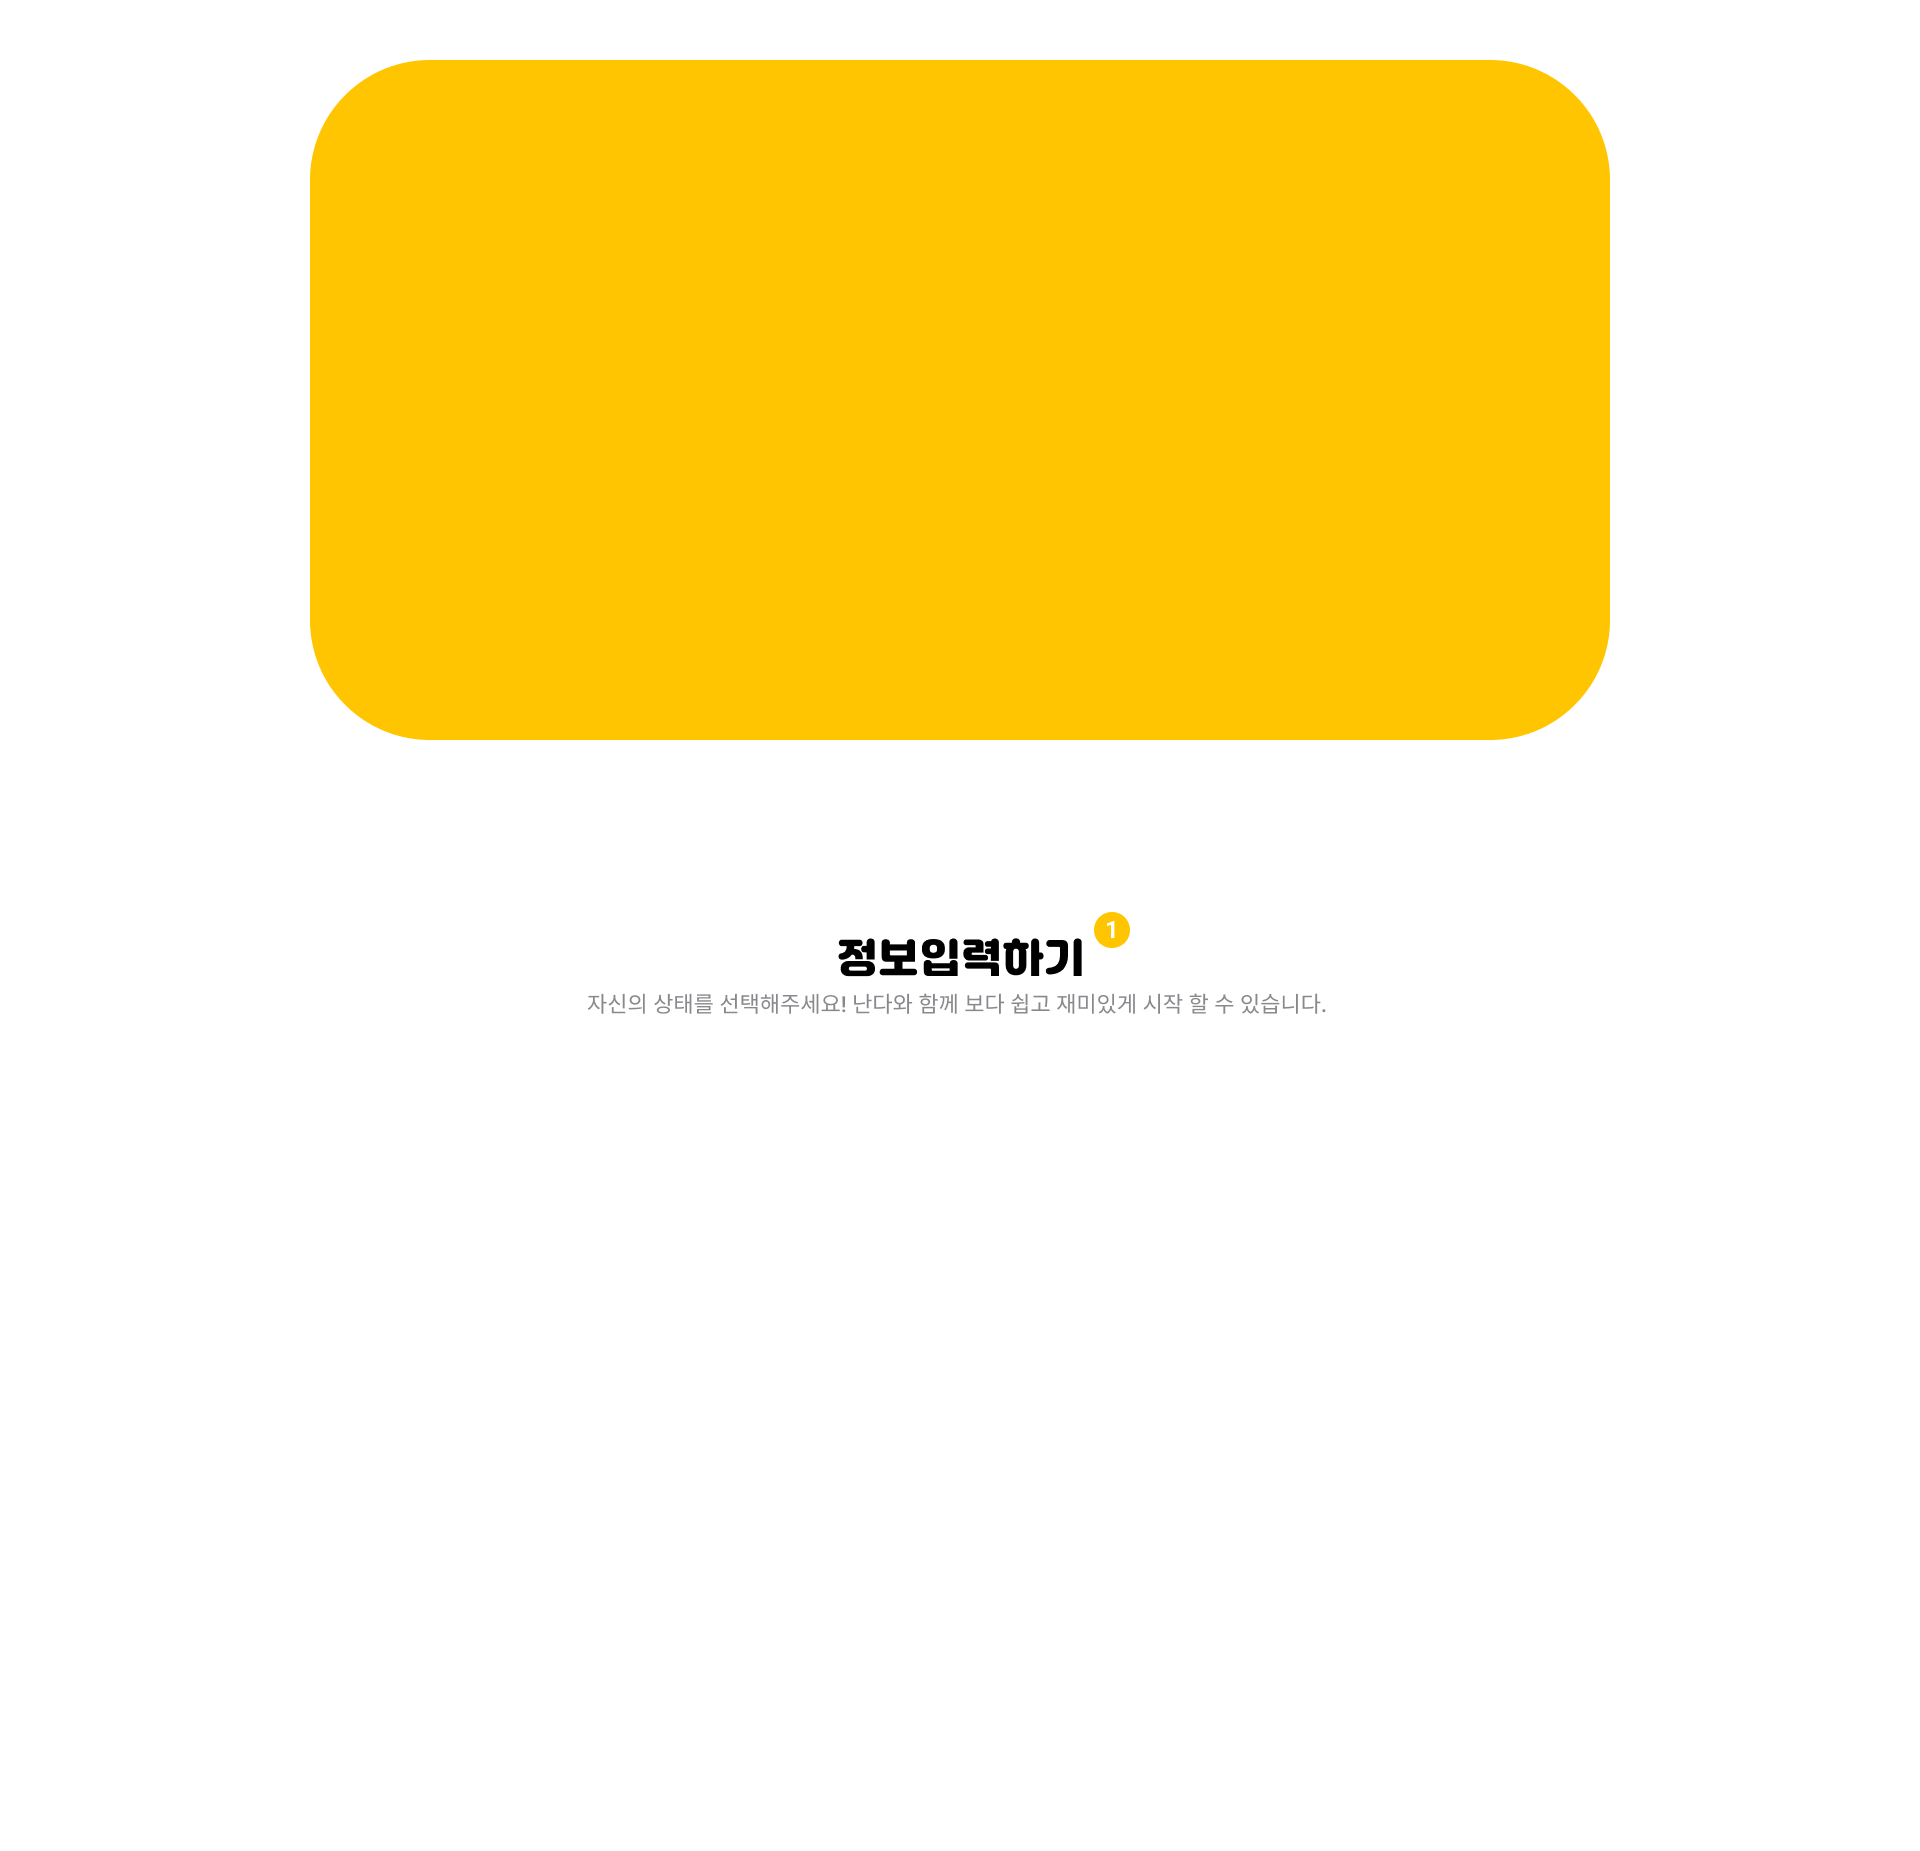 1
정보입력하기
자신의 상태를 선택해주세요! 난다와 함께 보다 쉽고 재미있게 시작 할 수 있습니다.